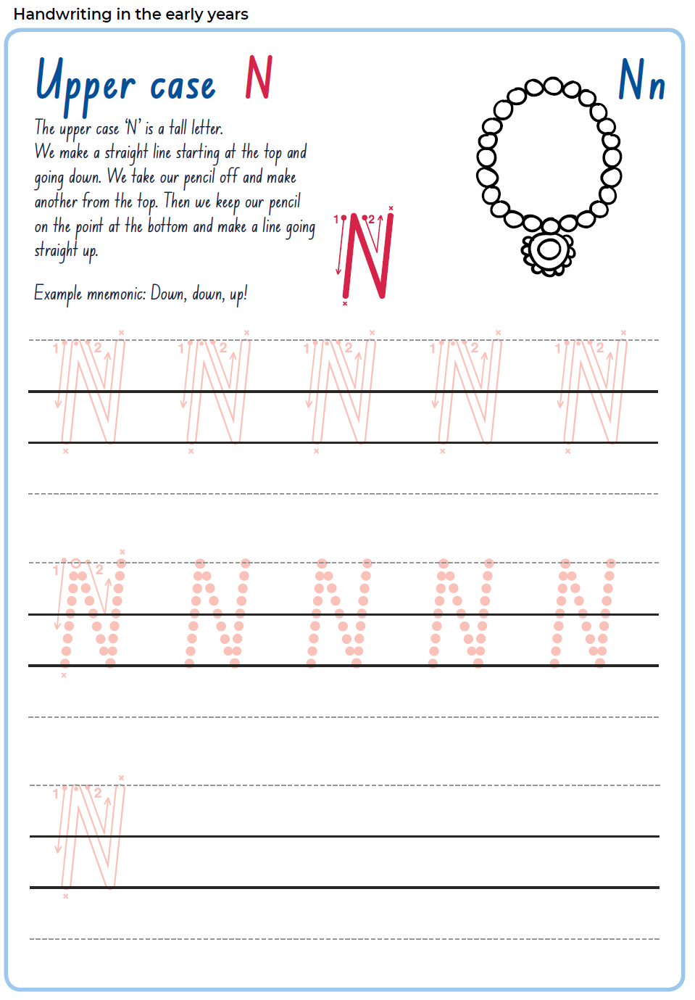 Handwriting in the early years
Upper case N
Nn
The upper case ‘N’ is a tall letter.
We make a straight line starting at the top and
going down. We take our pencil off and make
another from the top. Then we keep our pencil
on the point at the bottom and make a line going
straight up.
Example mnemonic: Down, down, up!
1 N 2
1 N 2 1 N 2 1 N 2 1 N 2 1 N 2
1 N 2 N N N N
1 N 2